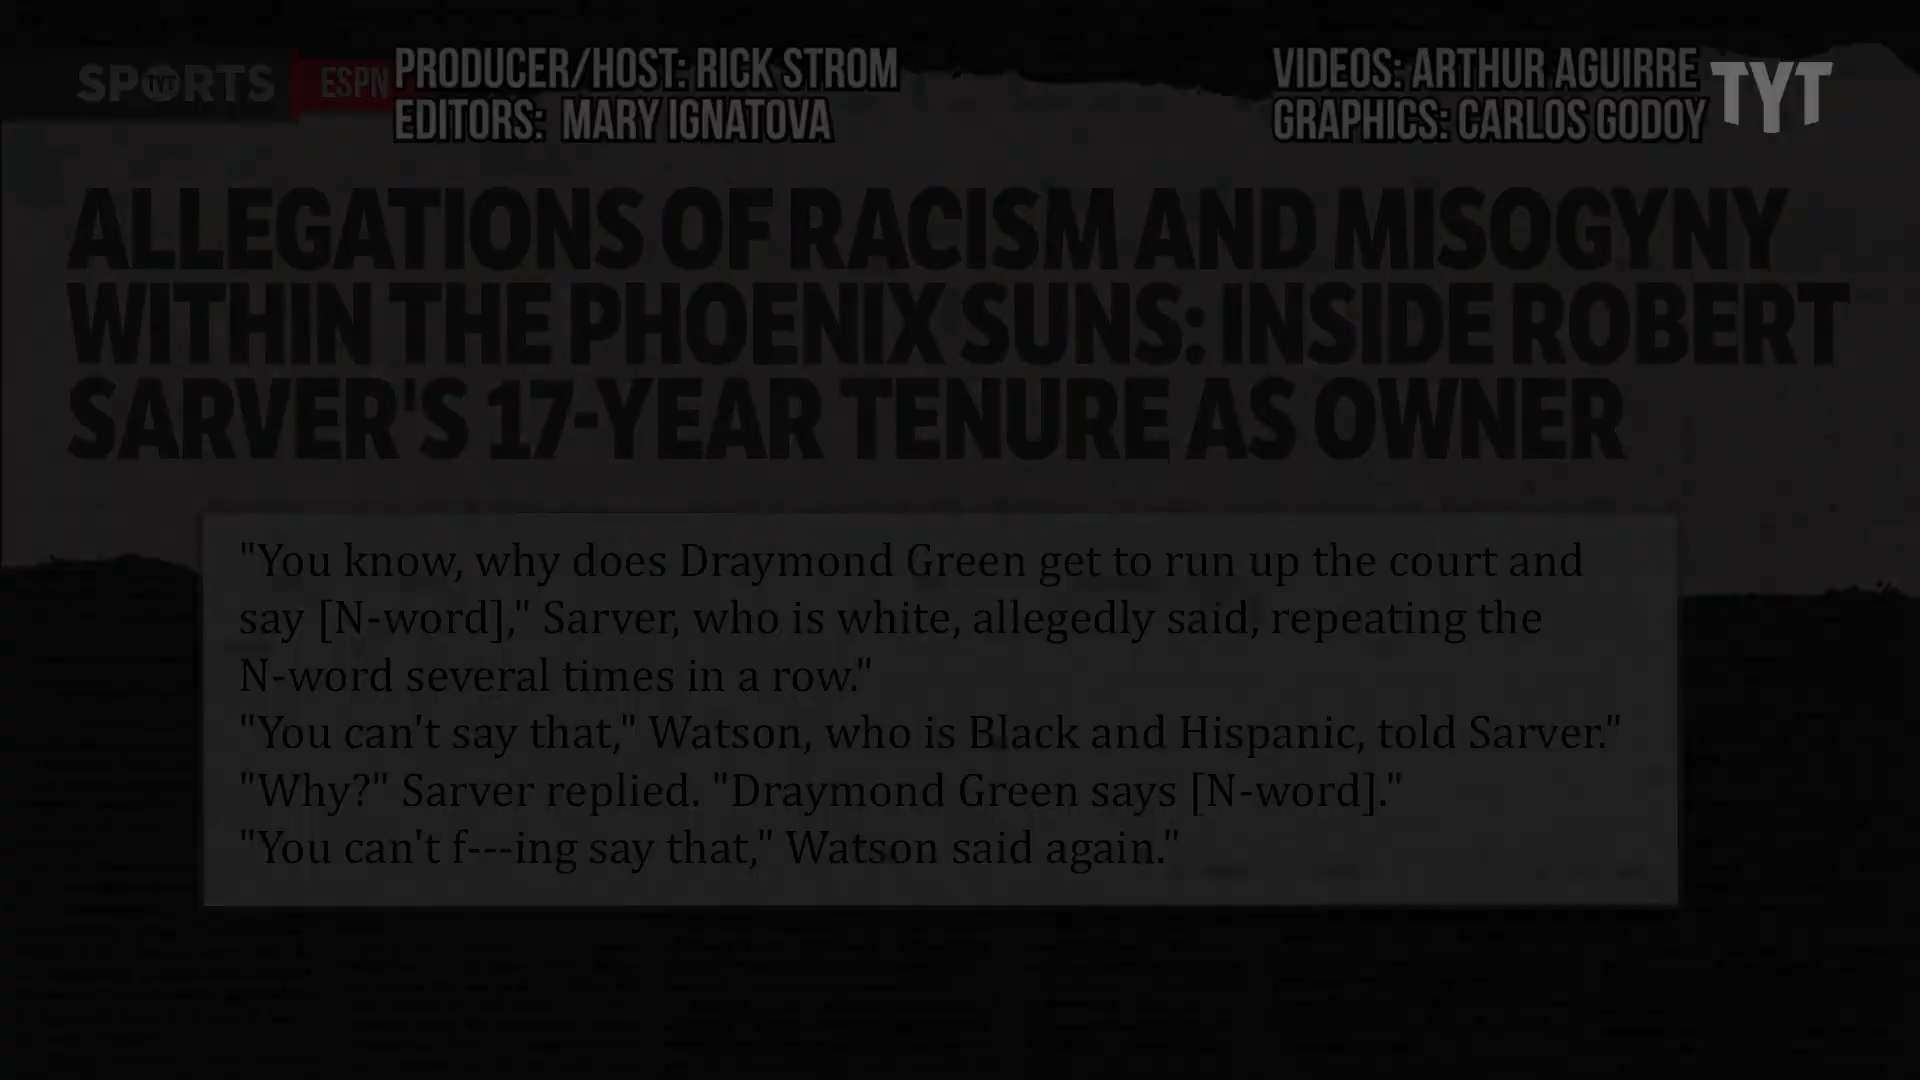 SPORTS
TYT
ESPN
PRODUCER/HOST: RICK STROM
EDITORS: MARY IGNATOVA
VIDEOS: ARTHUR AGUIRRE
GRAPHICS: CARLOS GODOY
TYT
ALLEGATIONS OF RACISM AND MISOGYNY
WITHIN THE PHOENIX SUNS: INSIDE ROBERT
SARVER'S 17-YEAR TENURE AS OWNER
"You know, why does Draymond Green get to run up the court and
say [N-word]," Sarver, who is white, allegedly said, repeating the
N-word several times in a row."
"You can't say that," Watson, who is Black and Hispanic, told Sarver."
"Why?" Sarver replied. "Draymond Green says [N-word]."
"You can't f---ing say that," Watson said again."